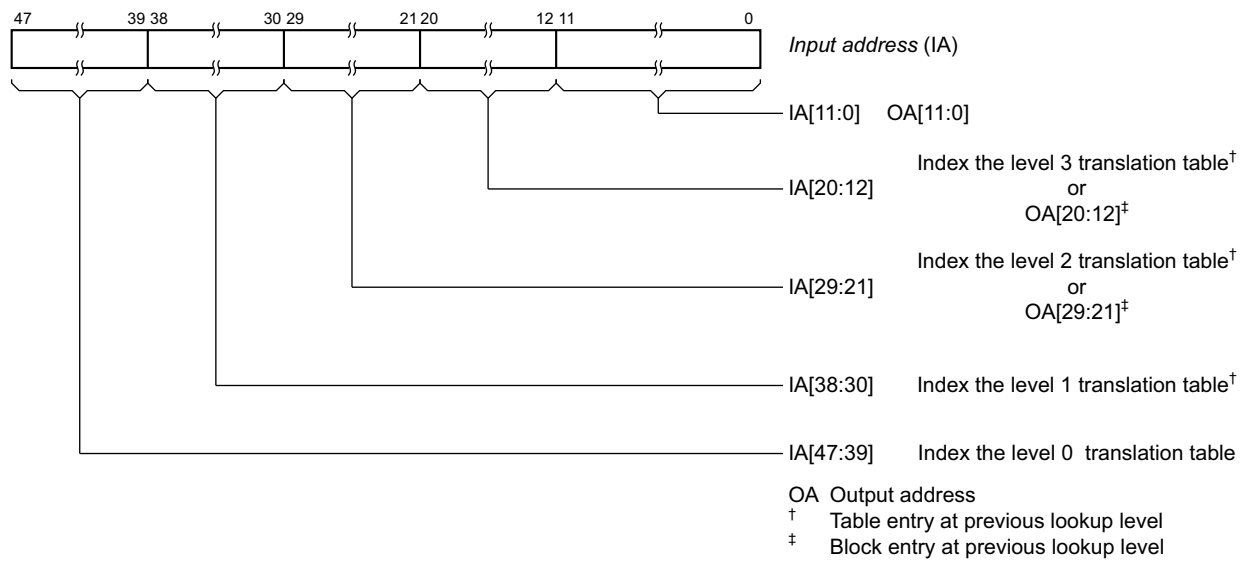 47 39 38 30 29 21 20 12 11 0
Input address (IA)
IA[11:0] OA[11:0]
Index the level 3 translation table†
IA[20:12] or
OA[20:12]‡
Index the level 2 translation table†
IA[29:21] or
OA[29:21]‡
IA[38:30] Index the level 1 translation table†
IA[47:39] Index the level 0 translation table
OA Output address
† Table entry at previous lookup level
‡ Block entry at previous lookup level